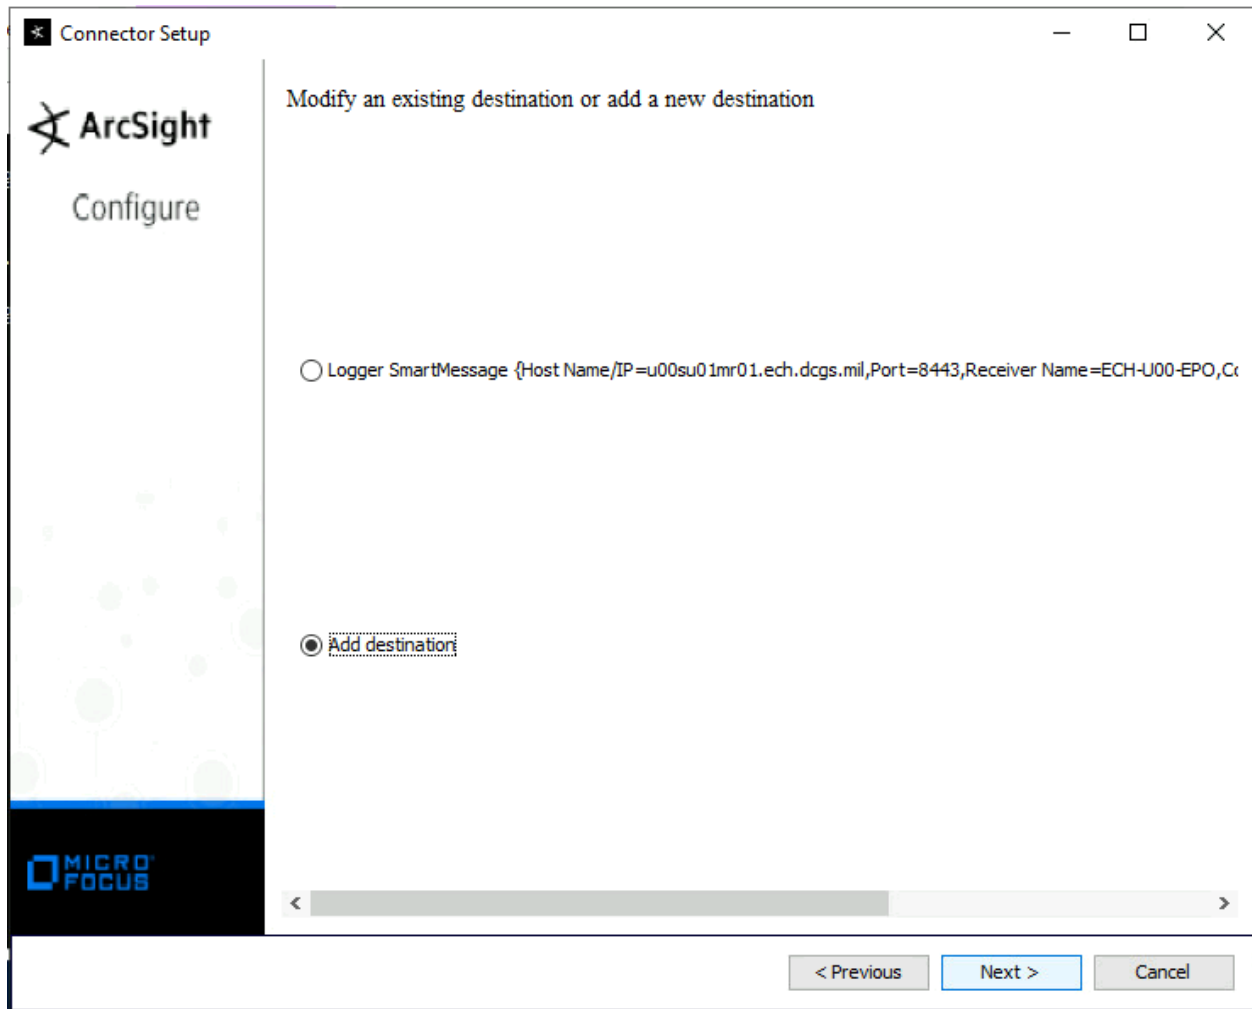 Connector Setup
ArcSight
Configure
Modify an existing destination or add a new destination
Logger SmartMessage {Host Name/IP=u00su01mr01.ech.dcgs.mil,Port=8443,Receiver Name=ECH-U00-EPO,Co
Add destination
MICRO
FOCUS
< Previous
Next >
Cancel